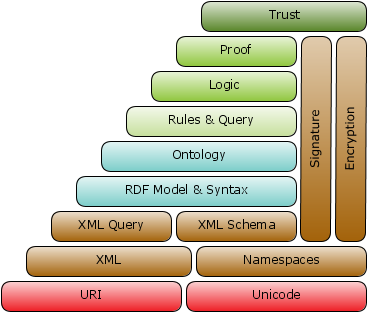 Trust
Proof
Logic
Rules & Query
Ontology
RDF Model & Syntax
XML Query
XML Schema
Signature
Encryption
XML
Namespaces
URI
Unicode